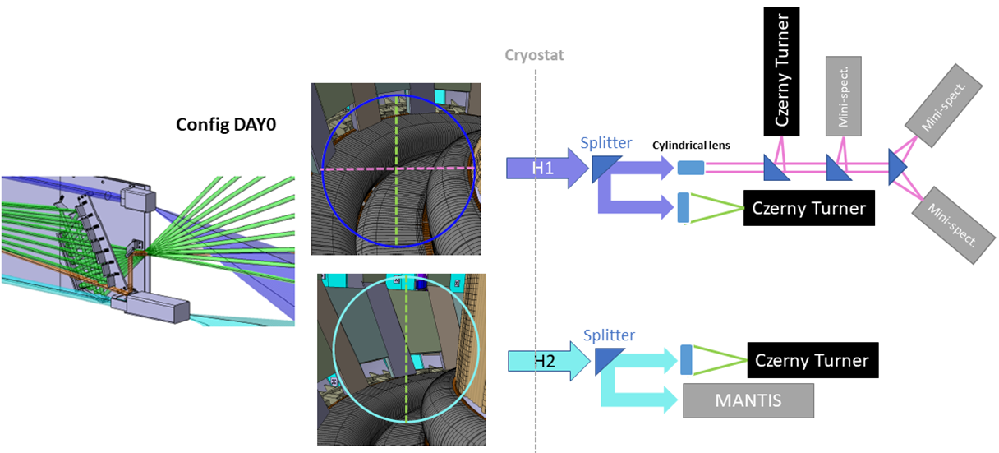 Config DAY0
Cryostat
H1
Splitter
Cylindrical lens
Czerny Turner
Mini-spect.
Mini-spect.
Mini-spect.
Czerny Turner
H2
Splitter
Czerny Turner
MANTIS